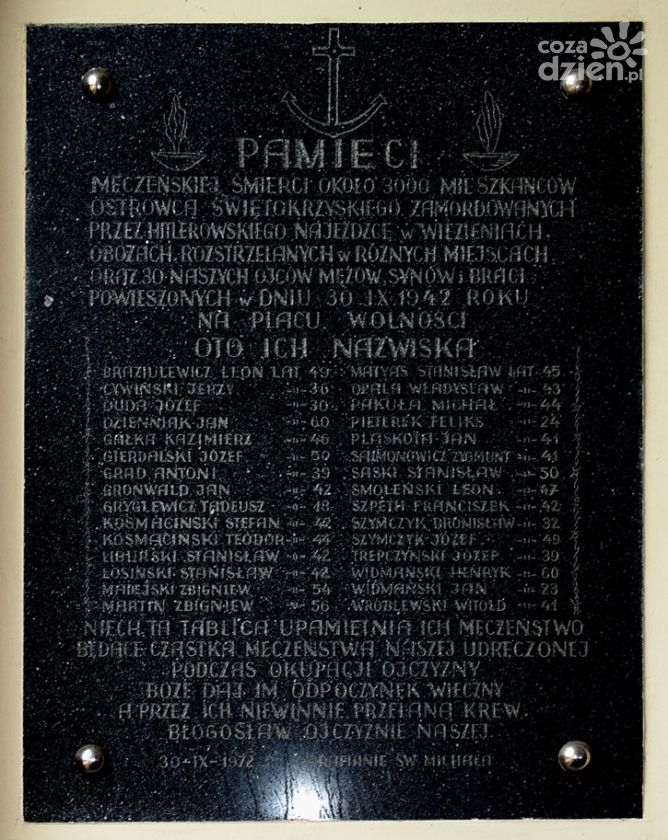 coza
dzien.pl
PAMIĘCI
MĘCZEŃSKIEJ ŚMIERCI OKOŁO 3000 MIESZKAŃCÓW
OSTROWCA ŚWIĘTOKRZYSKIEGO, ZAMORDOWANYCH
PRZEZ HITLEROWSKIEGO NAJEŹDŹCĘ w WIĘZIENIACH,
OBOZACH, ROZSTRZELANYCH w RÓŻNYCH MIEJSCACH
ORAZ 30 NASZYCH OJCÓW MĘŻÓW, SYNÓW i BRACI
POWIESZONYCH w DNIU 30 IX 1942 ROKU
NA PLACU WOLNOŚCI
OTO ICH NAZWISKA
BRAZIULEWICZ LEON LAT 49 MATYAS STANISŁAW LAT 45
CYWIŃSKI JERZY -"- 36 OPALA WŁADYSŁAW -"- 43
DUDA JÓZEF -"- 30 PAKUŁA MICHAŁ -"- 44
DZIENNIAK JAN -"- 60 PIETEREK FELIKS -"- 24
GAŁKA KAZIMIERZ -"- 46 PLASKOTA JAN -"- 41
GIERDALSKI JÓZEF -"- 50 SAJMONOWICZ ZYGMUNT -"- 41
GRAD ANTONI -"- 39 SASKI STANISŁAW -"- 50
GRONWALD JAN -"- 42 SMOLEŃSKI LEON -"- 47
GRYGLEWICZ TADEUSZ -"- 18 SZPETH FRANCISZEK -"- 42
KOSMACIŃSKI STEFAN -"- 42 SZYMCZYK BRONISŁAW -"- 32
KOSMACIŃSKI TEODOR -"- 44 SZYMCZYK JÓZEF -"- 49
LIBLIŃSKI STANISŁAW -"- 42 TREPCZYŃSKI JÓZEF -"- 39
ŁOSIŃSKI STANISŁAW -"- 42 WIDMAŃSKI HENRYK -"- 60
MADEJSKI ZBIGNIEW -"- 54 WIDMAŃSKI JAN -"- 23
MARTIN ZBIGNIEW -"- 56 WRÓBLEWSKI WITOLD -"- 41
NIECH, TA TABLICA UPAMIĘTNIA ICH MĘCZEŃSTWO
BĘDĄCE CZĄSTKĄ MĘCZEŃSTWA NASZEJ UDRĘCZONEJ
PODCZAS OKUPACJI OJCZYZNY
BOŻE DAJ IM ODPOCZYNEK WIECZNY
A PRZEZ ICH NIEWINNIE PRZELANĄ KREW
BŁOGOSŁAW OJCZYŹNIE NASZEJ
30-IX-1972 PARAFIANIE ŚW MICHAŁA